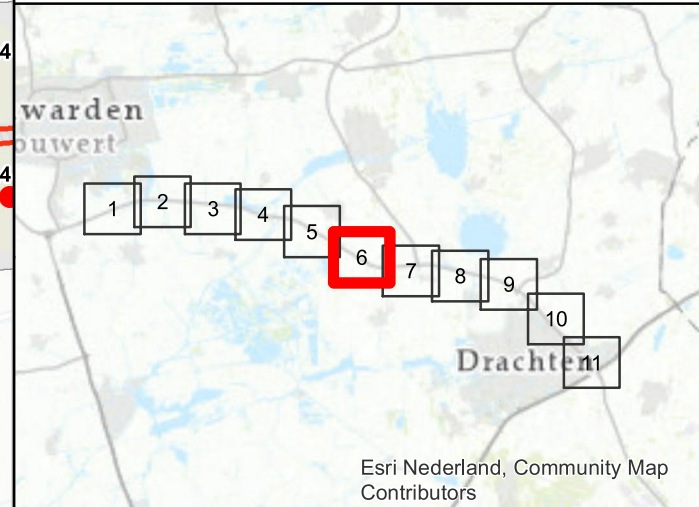 4
warden
ouwert
4
1
2
3
4
5
6
7
8
9
10
Drachten
11
Esri Nederland, Community Map
Contributors